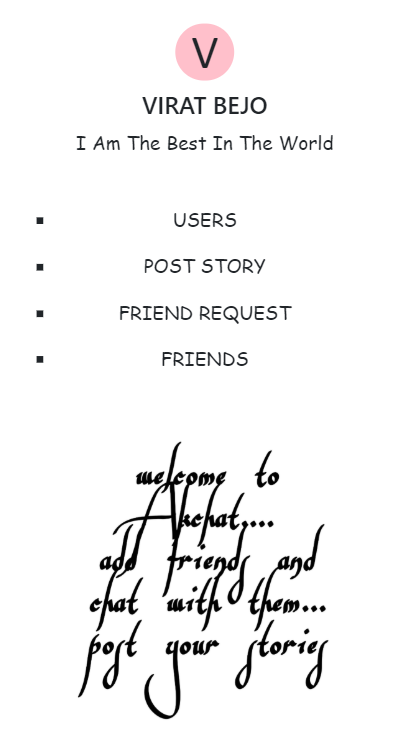 V
VIRAT BEJO
I Am The Best In The World
USERS
POST STORY
FRIEND REQUEST
FRIENDS
welcome to
Akchat....
add friends and
chat with them...
post your stories